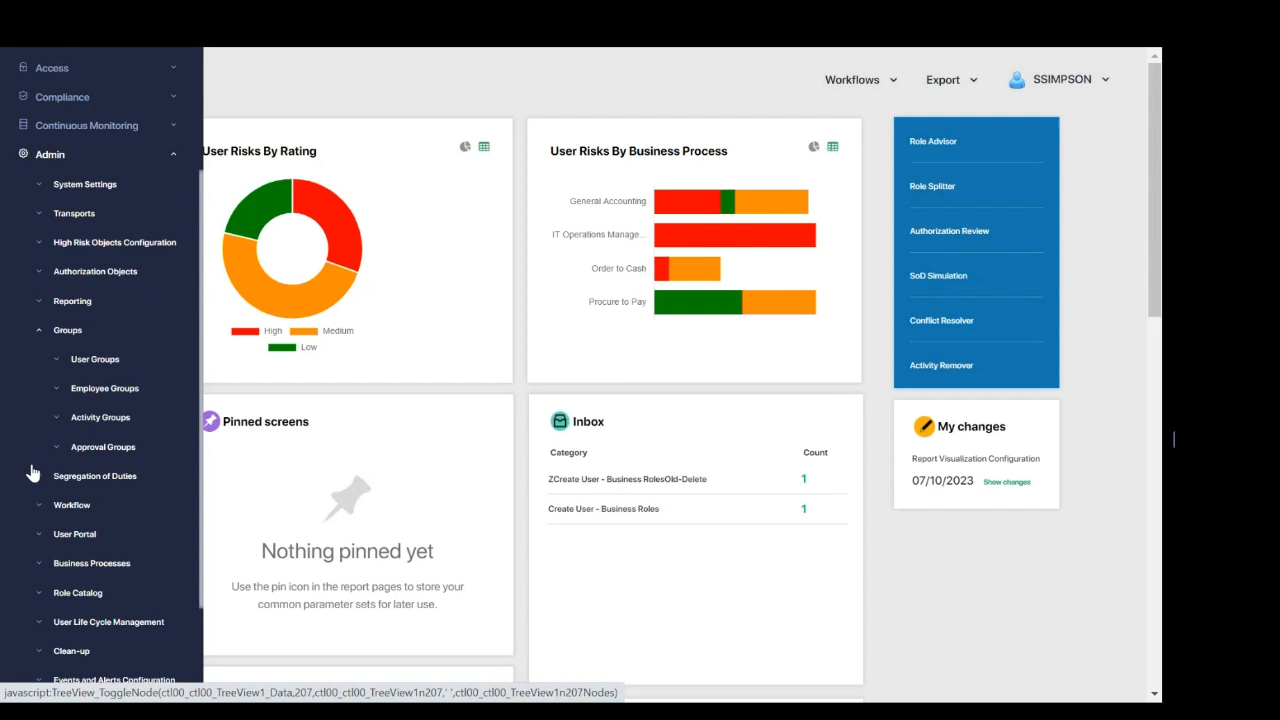 Access
Compliance
Continuous Monitoring
Admin
System Settings
Transports
High Risk Objects Configuration
Authorization Objects
Reporting
Groups
User Groups
Employee Groups
Activity Groups
Approval Groups
Segregation of Duties
Workflow
User Portal
Business Processes
Role Catalog
User Life Cycle Management
Clean-up
Events and Alerts Configuration
Workflows
Export
SSIMPSON
User Risks By Rating
High
Medium
Low
User Risks By Business Process
General Accounting
IT Operations Manage...
Order to Cash
Procure to Pay
Role Advisor
Role Splitter
Authorization Review
SoD Simulation
Conflict Resolver
Activity Remover
Pinned screens
Nothing pinned yet
Use the pin icon in the report pages to store your
common parameter sets for later use.
Inbox
Category Count
ZCreate User - Business RolesOld-Delete 1
Create User - Business Roles 1
My changes
Report Visualization Configuration
07/10/2023 Show changes
javascript:TreeView_ToggleNode(ctl00_ctl00_TreeView1_Data,207,ctl00_ctl00_TreeView1n207,' ',ctl00_ctl00_TreeView1n207Nodes)